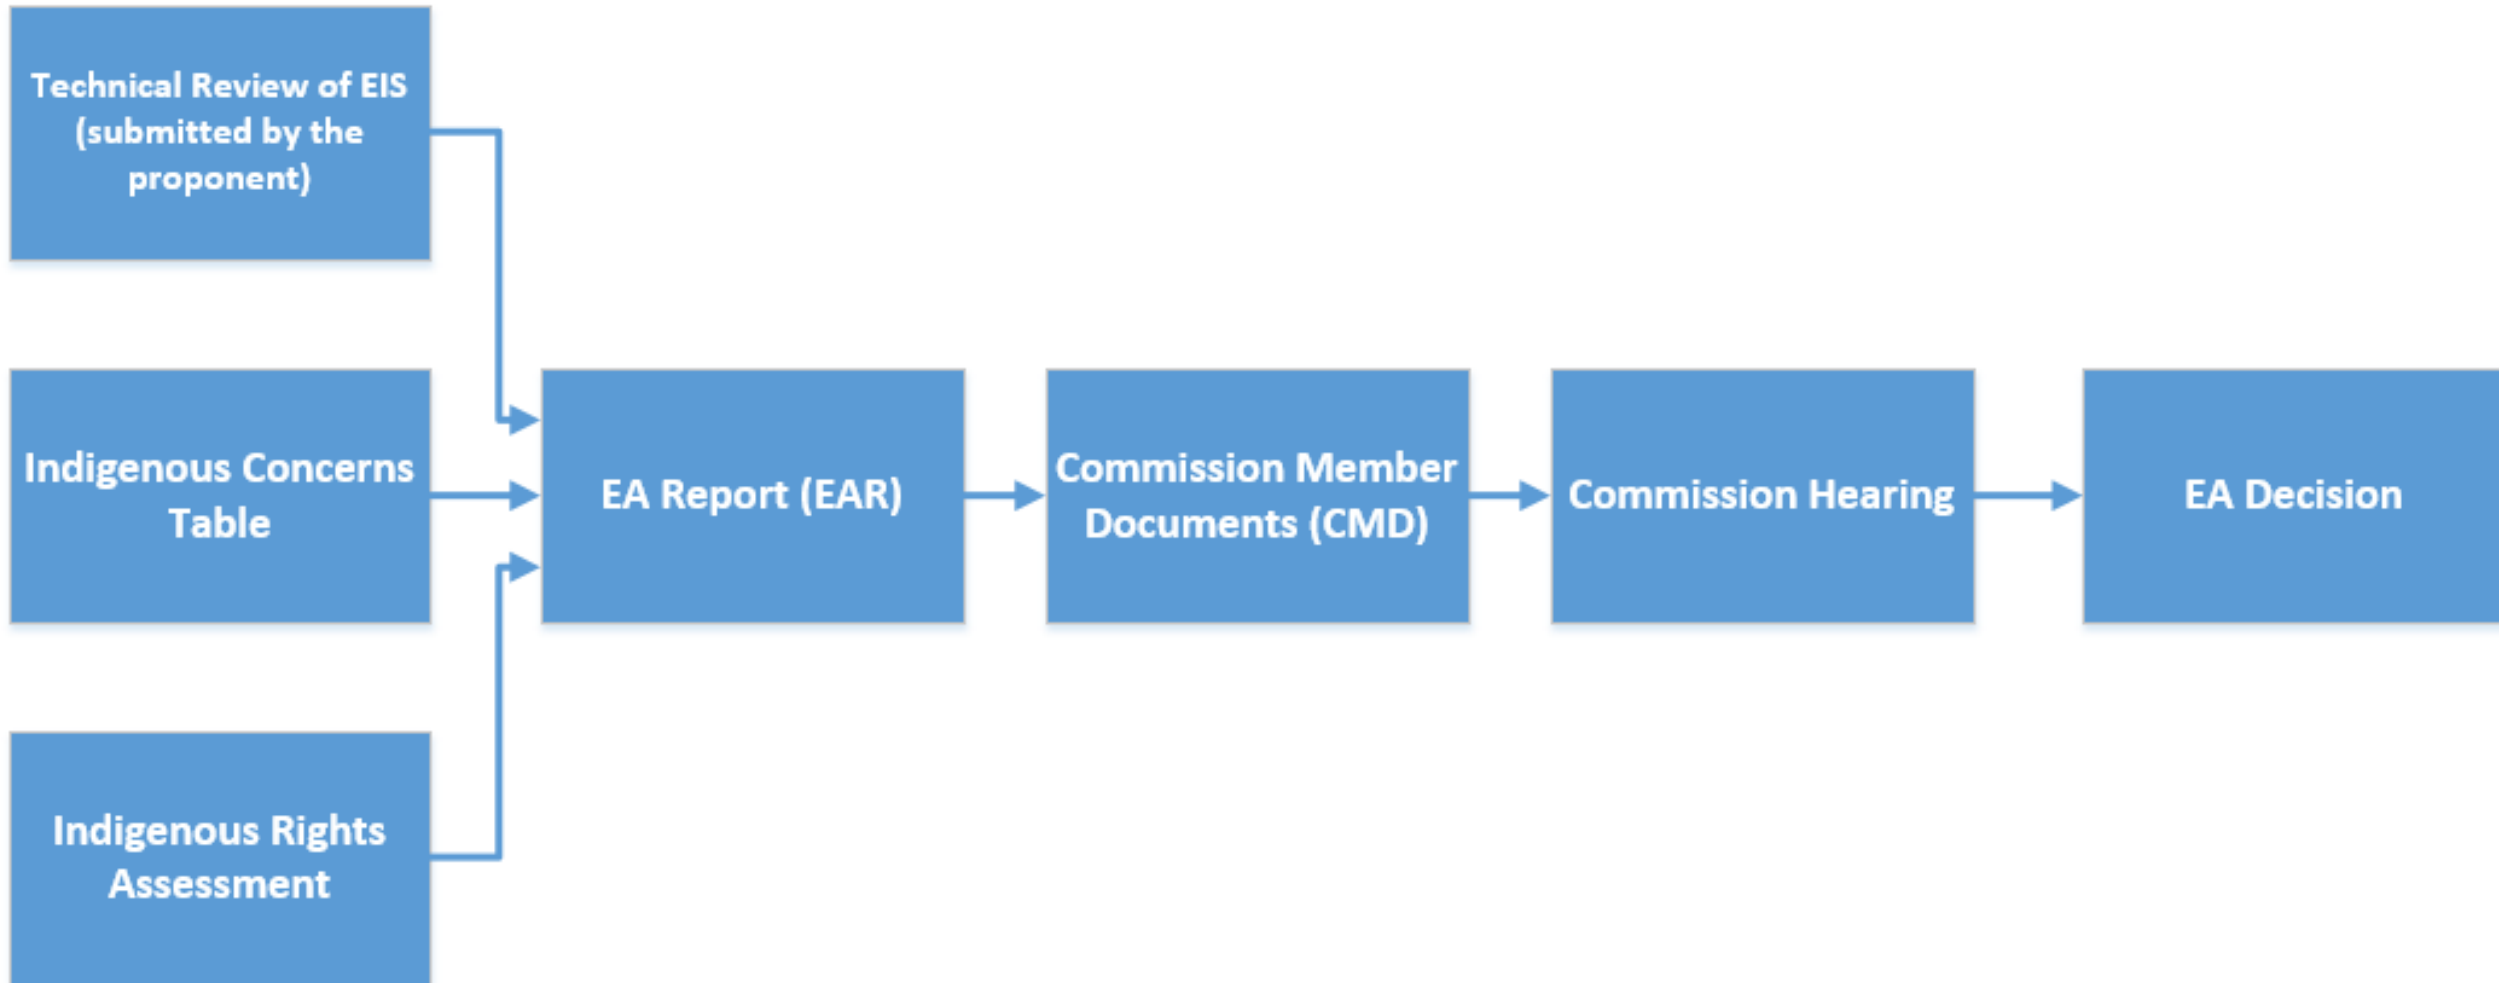 Technical Review of EIS
(submitted by the
proponent)
Indigenous Concerns
Table
Indigenous Rights
Assessment
EA Report (EAR)
Commission Member
Documents (CMD)
Commission Hearing
EA Decision